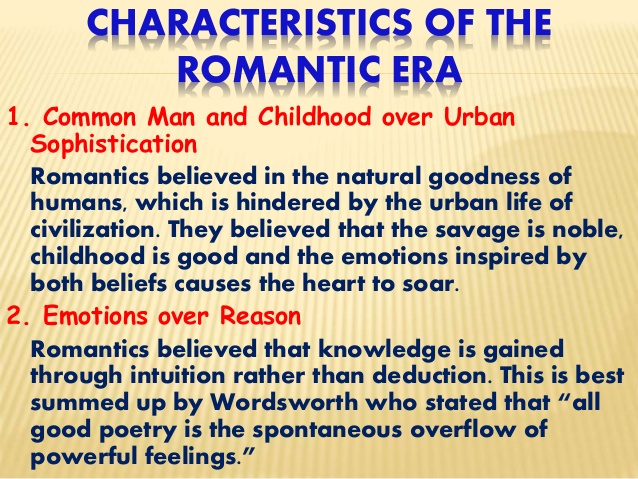 CHARACTERISTICS OF THE
ROMANTIC ERA
1. Common Man and Childhood over Urban
Sophistication
Romantics believed in the natural goodness of
humans, which is hindered by the urban life of
civilization. They believed that the savage is noble,
childhood is good and the emotions inspired by
both beliefs causes the heart to soar.
2. Emotions over Reason
Romantics believed that knowledge is gained
through intuition rather than deduction. This is best
summed up by Wordsworth who stated that “all
good poetry is the spontaneous overflow of
powerful feelings.”